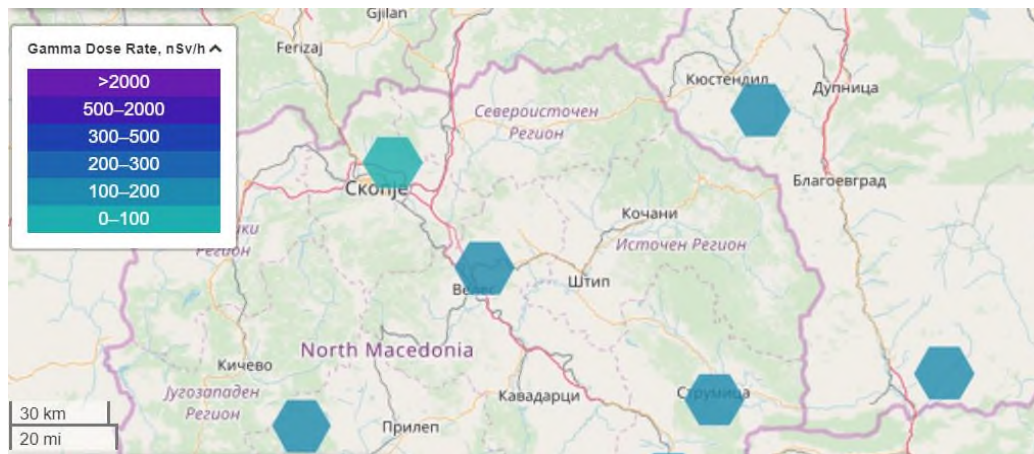 Gjilan
Gamma Dose Rate, nSv/h
Ferizaj
>2000
500–2000
300–500
200–300
100–200
0–100
Кюстендил
Дупница
Североисточен
Регион
Скопје
Благоевград
Кочани
Источен Регион
Регион
Штип
Велес
North Macedonia
Кичево
Југозападен
Регион
Кавадарци
Струмица
Прилеп
30 km
20 mi